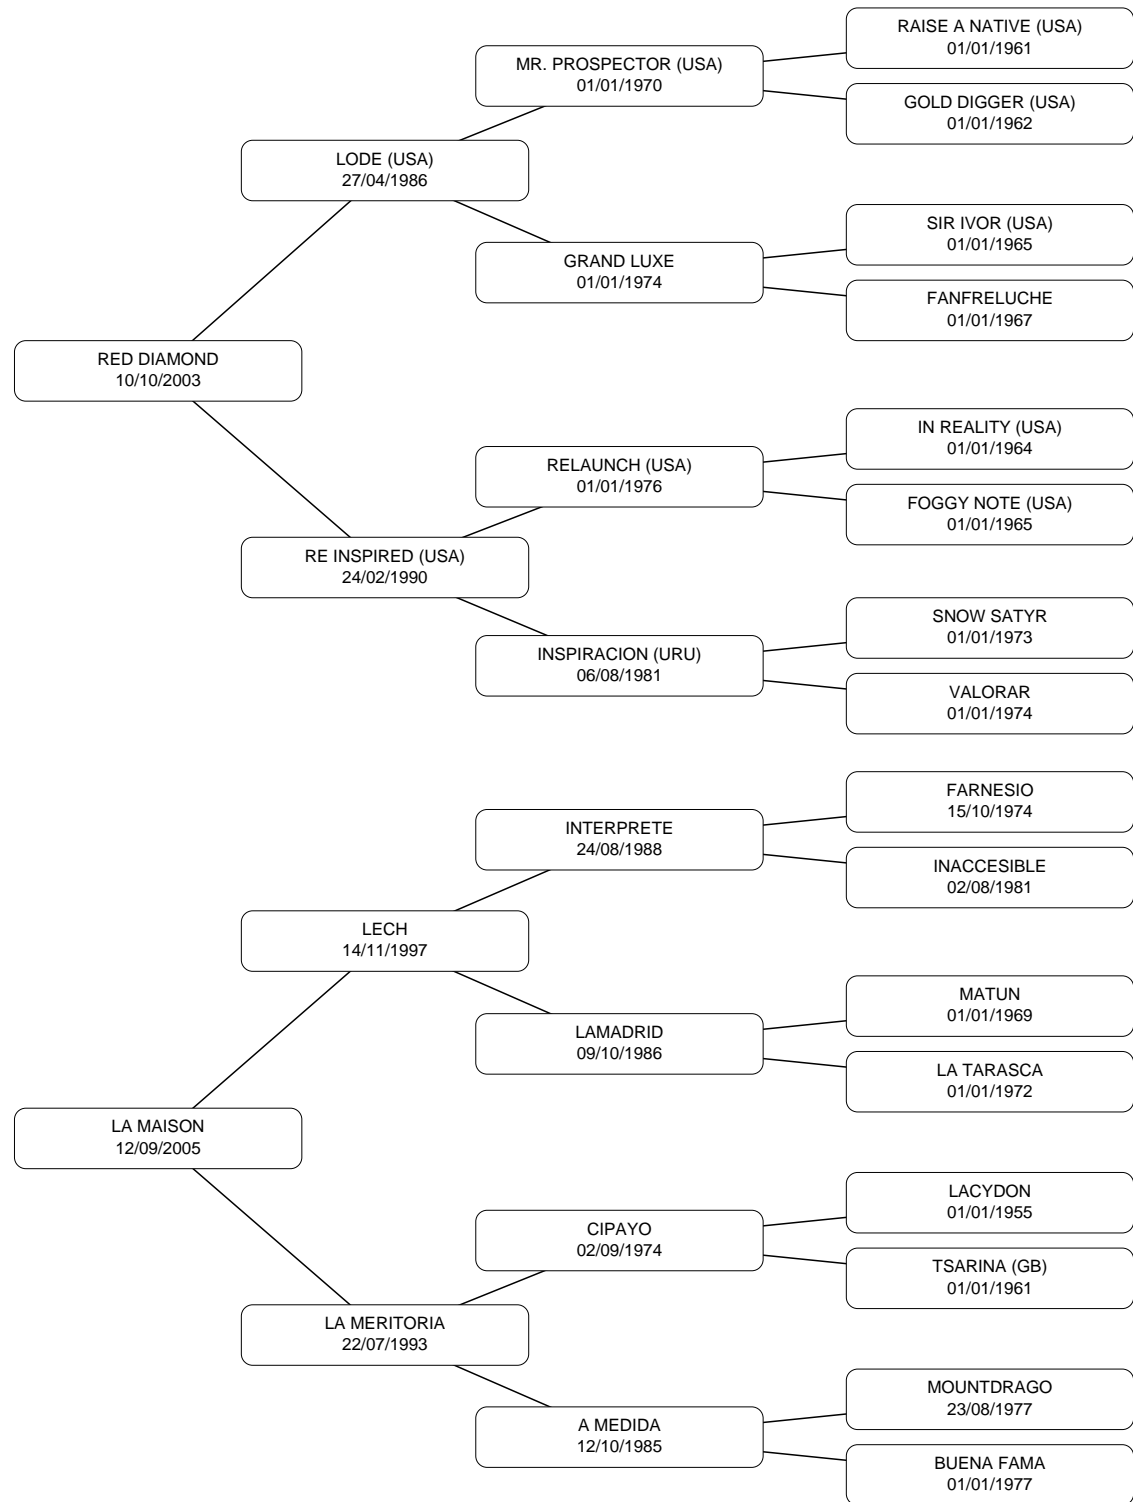 RAISE A NATIVE (USA)
01/01/1961
MR. PROSPECTOR (USA)
01/01/1970
GOLD DIGGER (USA)
01/01/1962
LODE (USA)
27/04/1986
SIR IVOR (USA)
01/01/1965
GRAND LUXE
01/01/1974
FANFRELUCHE
01/01/1967
RED DIAMOND
10/10/2003
IN REALITY (USA)
01/01/1964
RELAUNCH (USA)
01/01/1976
FOGGY NOTE (USA)
01/01/1965
RE INSPIRED (USA)
24/02/1990
SNOW SATYR
01/01/1973
INSPIRACION (URU)
06/08/1981
VALORAR
01/01/1974
FARNESIO
15/10/1974
INTERPRETE
24/08/1988
INACCESIBLE
02/08/1981
LECH
14/11/1997
MATUN
01/01/1969
LAMADRID
09/10/1986
LA TARASCA
01/01/1972
LA MAISON
12/09/2005
LACYDON
01/01/1955
CIPAYO
02/09/1974
TSARINA (GB)
01/01/1961
LA MERITORIA
22/07/1993
MOUNTDRAGO
23/08/1977
A MEDIDA
12/10/1985
BUENA FAMA
01/01/1977